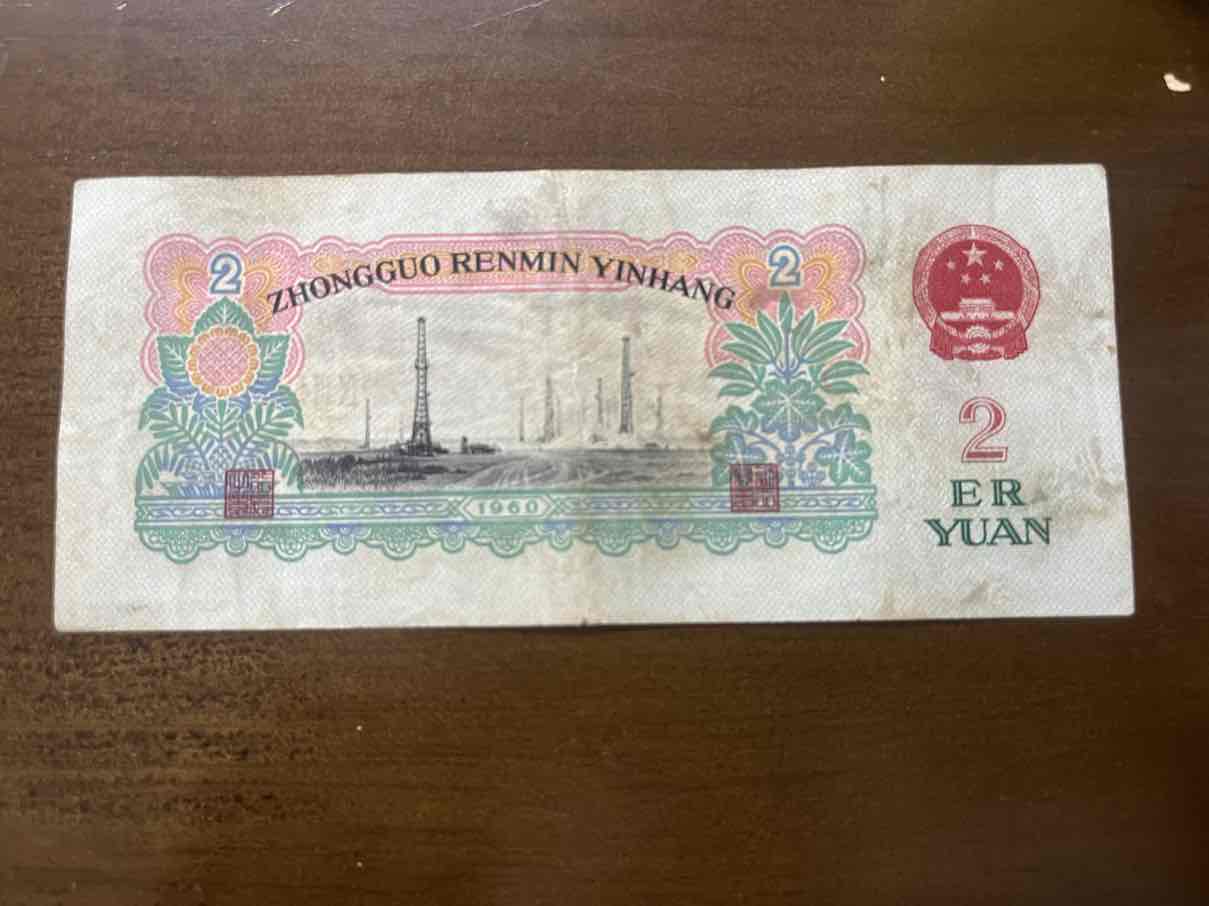 2 2
ZHONGGUO RENMIN YINHANG
1960
2
ER
YUAN